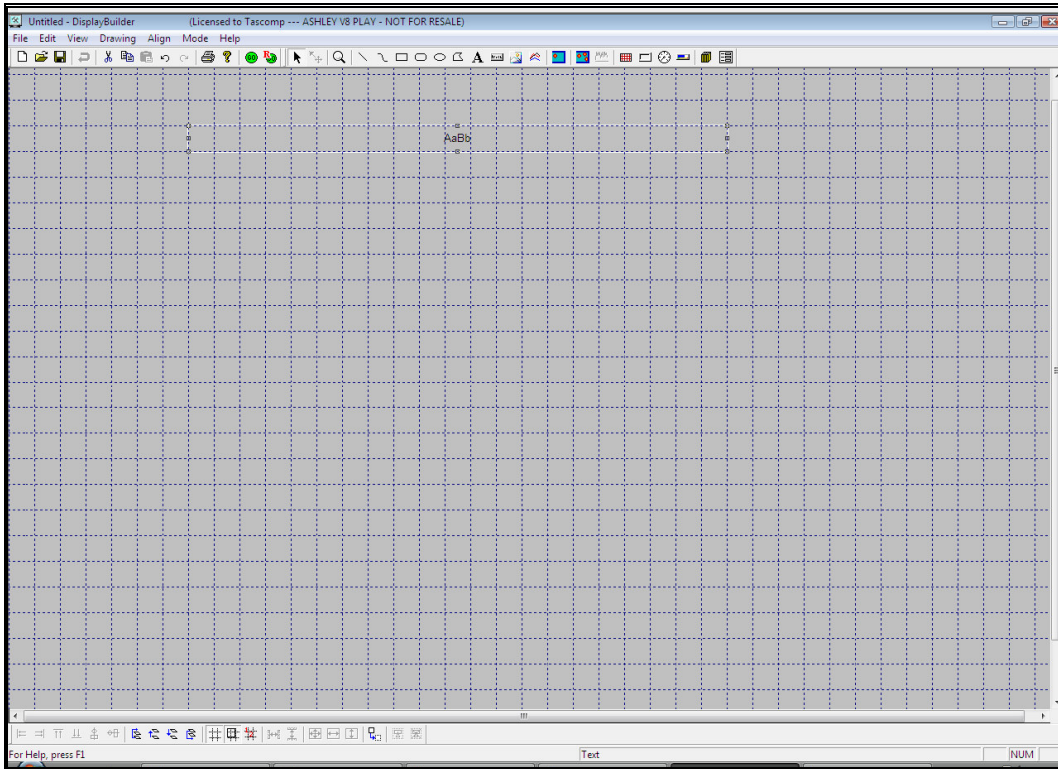 Untitled - DisplayBuilder (Licensed to Tascomp --- ASHLEY V8 PLAY - NOT FOR RESALE)
File Edit View Drawing Align Mode Help
AaBb
For Help, press F1 Text NUM